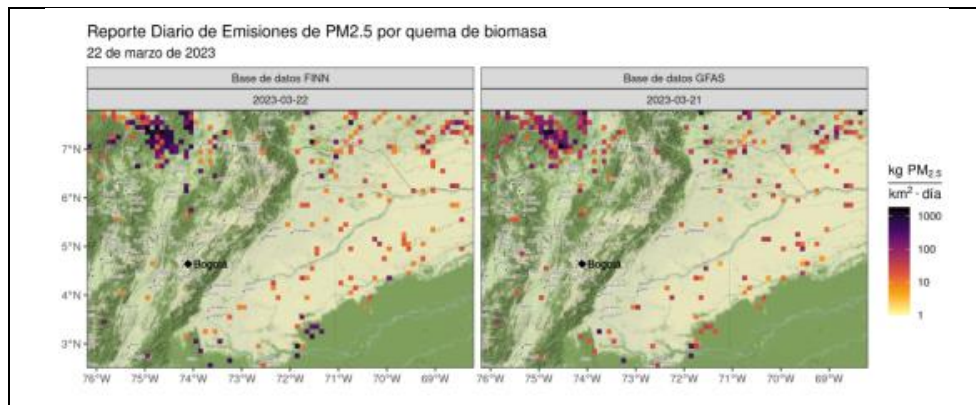 Reporte Diario de Emisiones de PM2.5 por quema de biomasa
22 de marzo de 2023
Base de datos FINN
2023-03-22
Base de datos GFAS
2023-03-21
7°N
6°N
5°N
4°N
3°N
Bogotá
Bogotá
76°W 75°W 74°W 73°W 72°W 71°W 70°W 69°W
76°W 75°W 74°W 73°W 72°W 71°W 70°W 69°W
kg PM2.5
km² · día
1000
100
10
1